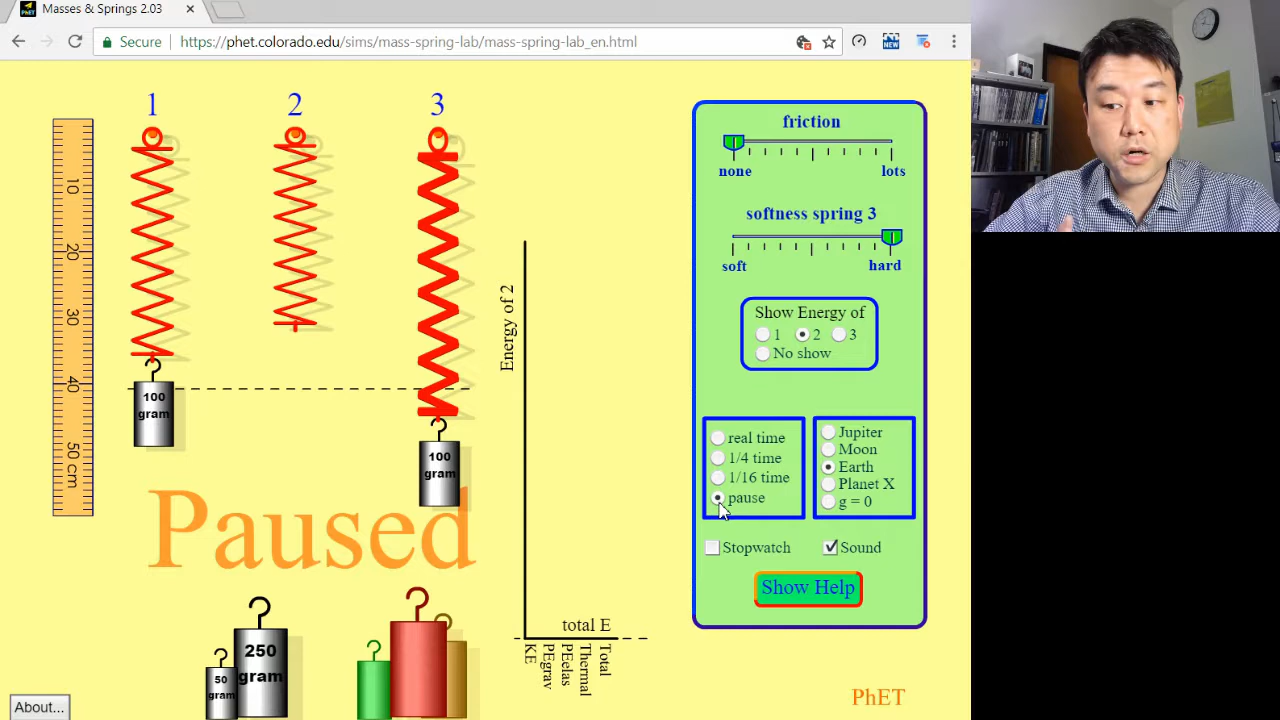 Masses & Springs 2.03
Secure
https://phet.colorado.edu/sims/mass-spring-lab/mass-spring-lab_en.html
NEW
1 2 3
10
20
30
40
50 cm
friction
none lots
softness spring 3
soft hard
Show Energy of
1 2 3
No show
real time
1/4 time
1/16 time
pause
Jupiter
Moon
Earth
Planet X
g = 0
Stopwatch
Sound
Show Help
100
gram
100
gram
Paused
Energy of 2
total E
KE
PEgrav
PEelas
Thermal
Total
250
gram
50
gram
About...
PhET